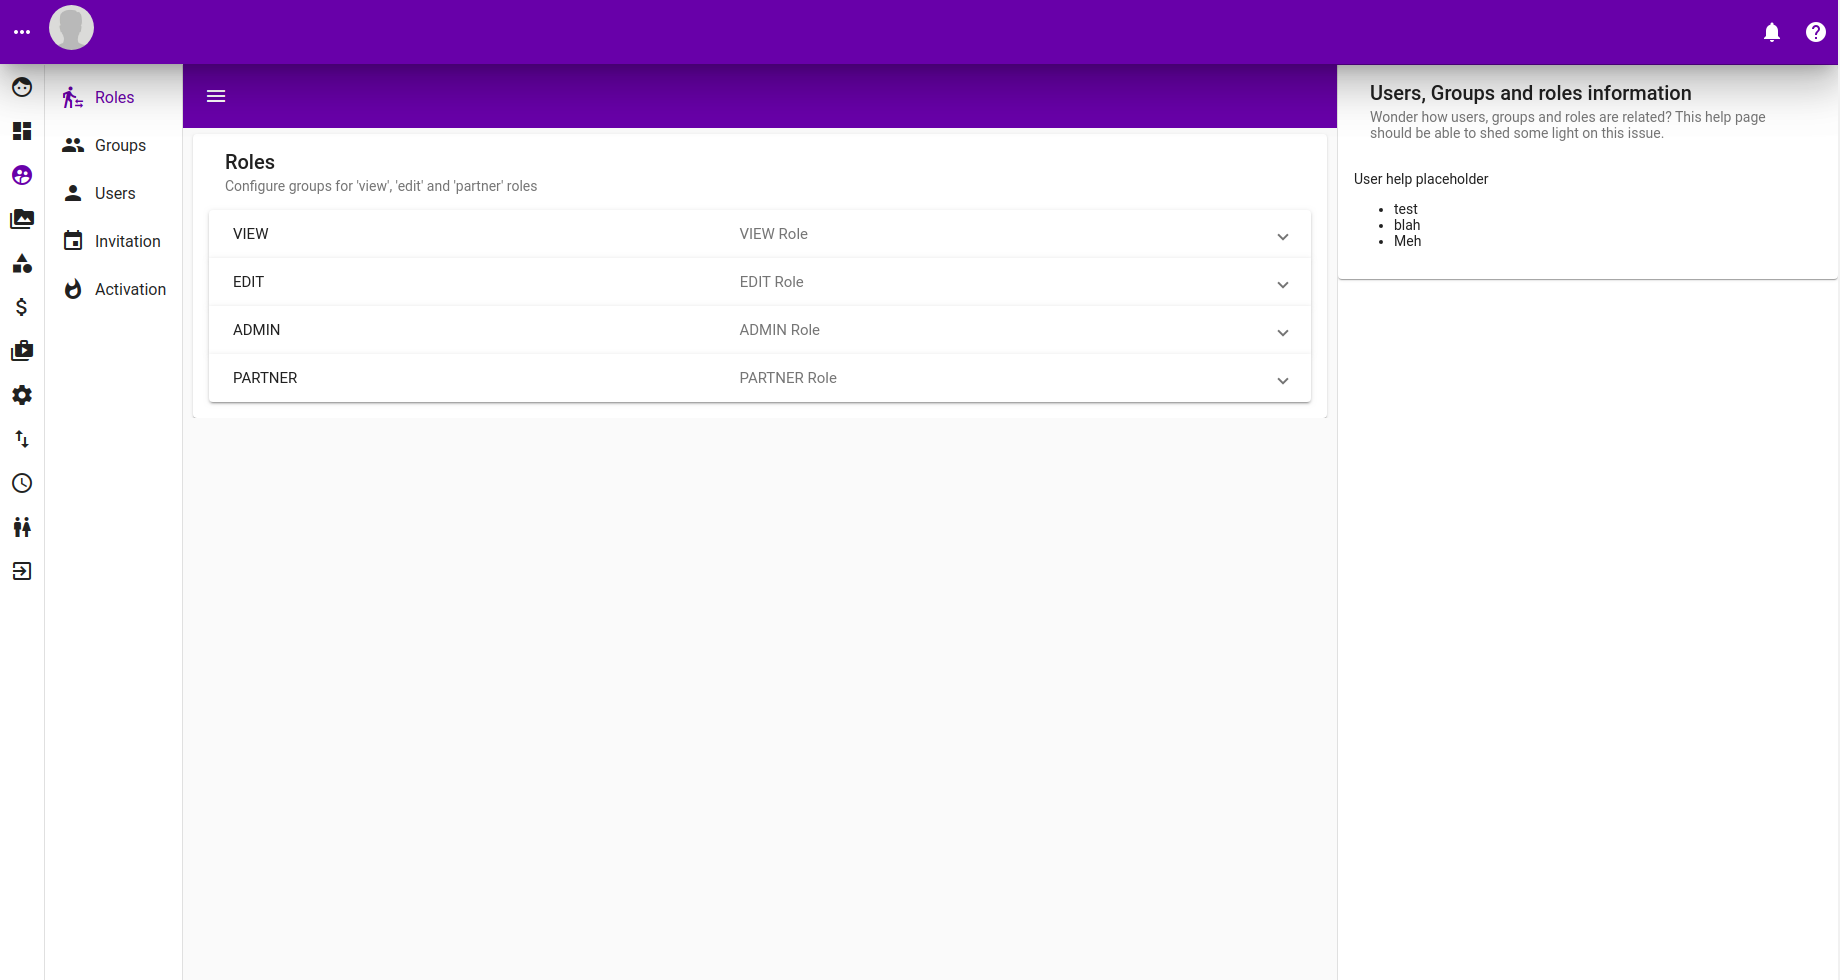 Roles
Groups
Users
Invitation
Activation
Roles
Configure groups for 'view', 'edit' and 'partner' roles
VIEW VIEW Role
EDIT EDIT Role
ADMIN ADMIN Role
PARTNER PARTNER Role
Users, Groups and roles information
Wonder how users, groups and roles are related? This help page
should be able to shed some light on this issue.
User help placeholder
• test
• blah
• Meh